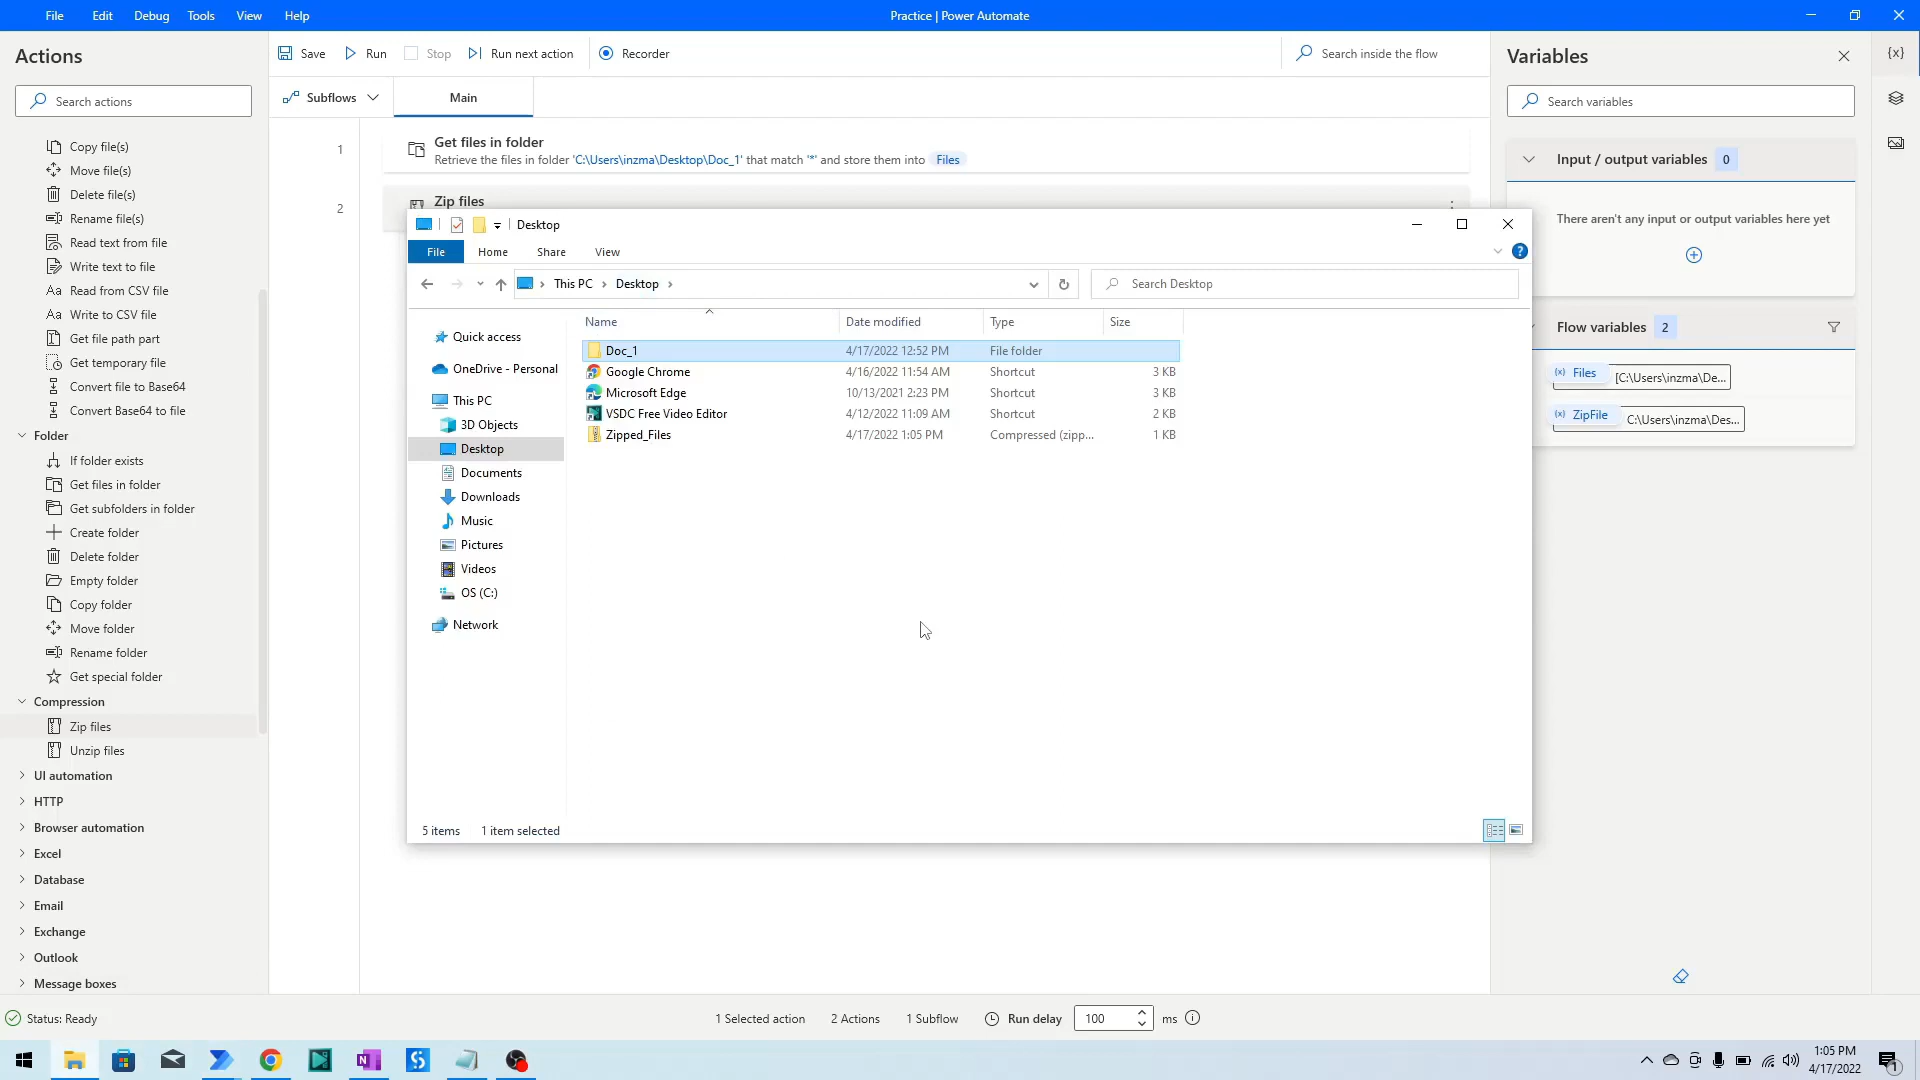 File Edit Debug Tools View Help
Practice | Power Automate
Actions
Search actions
Copy file(s)
Move file(s)
Delete file(s)
Rename file(s)
Read text from file
Write text to file
Read from CSV file
Write to CSV file
Get file path part
Get temporary file
Convert file to Base64
Convert Base64 to file
Folder
If folder exists
Get files in folder
Get subfolders in folder
Create folder
Delete folder
Empty folder
Copy folder
Move folder
Rename folder
Get special folder
Compression
Zip files
Unzip files
UI automation
HTTP
Browser automation
Excel
Database
Email
Exchange
Outlook
Message boxes
Save Run Stop Run next action Recorder
Search inside the flow
Subflows Main
1 Get files in folder
Retrieve the files in folder 'C:\Users\inzma\Desktop\Doc_1' that match '*' and store them into Files
2 Zip files
Desktop
File Home Share View
This PC Desktop
Search Desktop
Quick access
OneDrive - Personal
This PC
3D Objects
Desktop
Documents
Downloads
Music
Pictures
Videos
OS (C:)
Network
Name Date modified Type Size
Doc_1 4/17/2022 12:52 PM File folder
Google Chrome 4/16/2022 11:54 AM Shortcut 3 KB
Microsoft Edge 10/13/2021 2:23 PM Shortcut 3 KB
VSDC Free Video Editor 4/12/2022 11:09 AM Shortcut 2 KB
Zipped_Files 4/17/2022 1:05 PM Compressed (zipp... 1 KB
5 items 1 item selected
Variables
{x}
Search variables
Input / output variables 0
There aren't any input or output variables here yet
Flow variables 2
(x) Files [C:\Users\inzma\De...
(x) ZipFile C:\Users\inzma\Des...
Status: Ready
1 Selected action 2 Actions 1 Subflow Run delay 100 ms
1:05 PM
4/17/2022
1